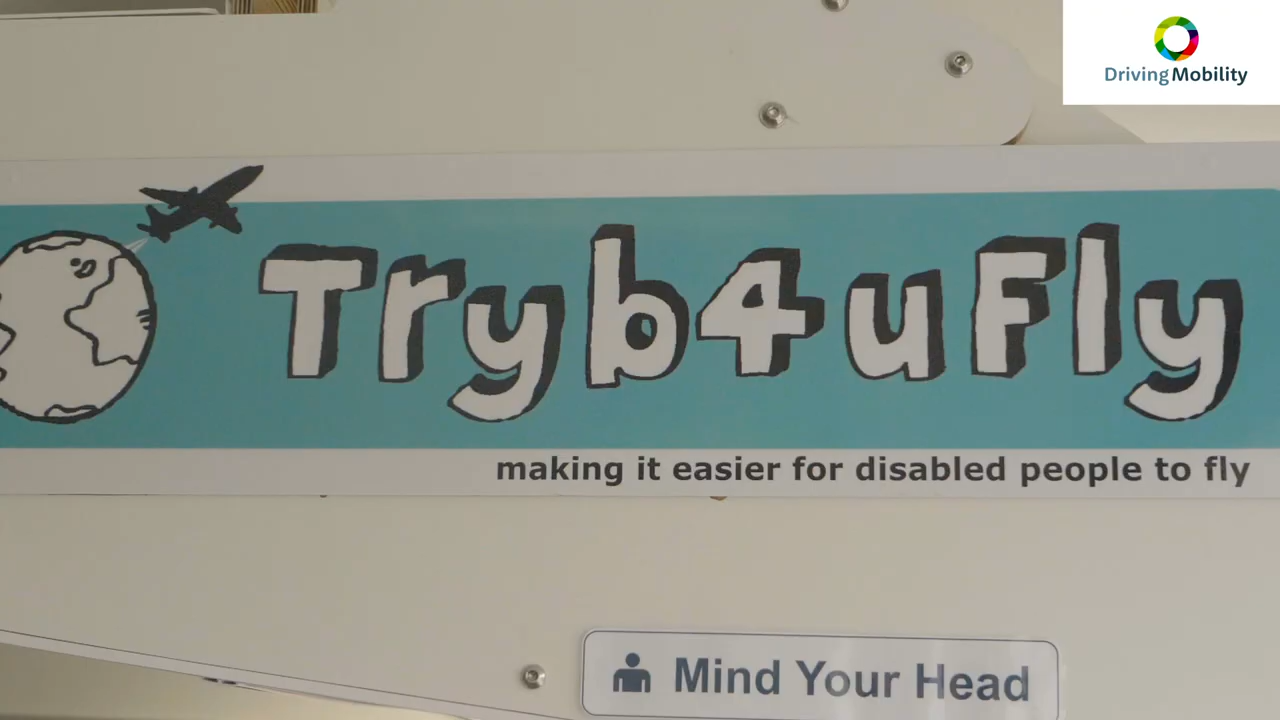 Driving Mobility
Tryb4uFly
making it easier for disabled people to fly
Mind Your Head